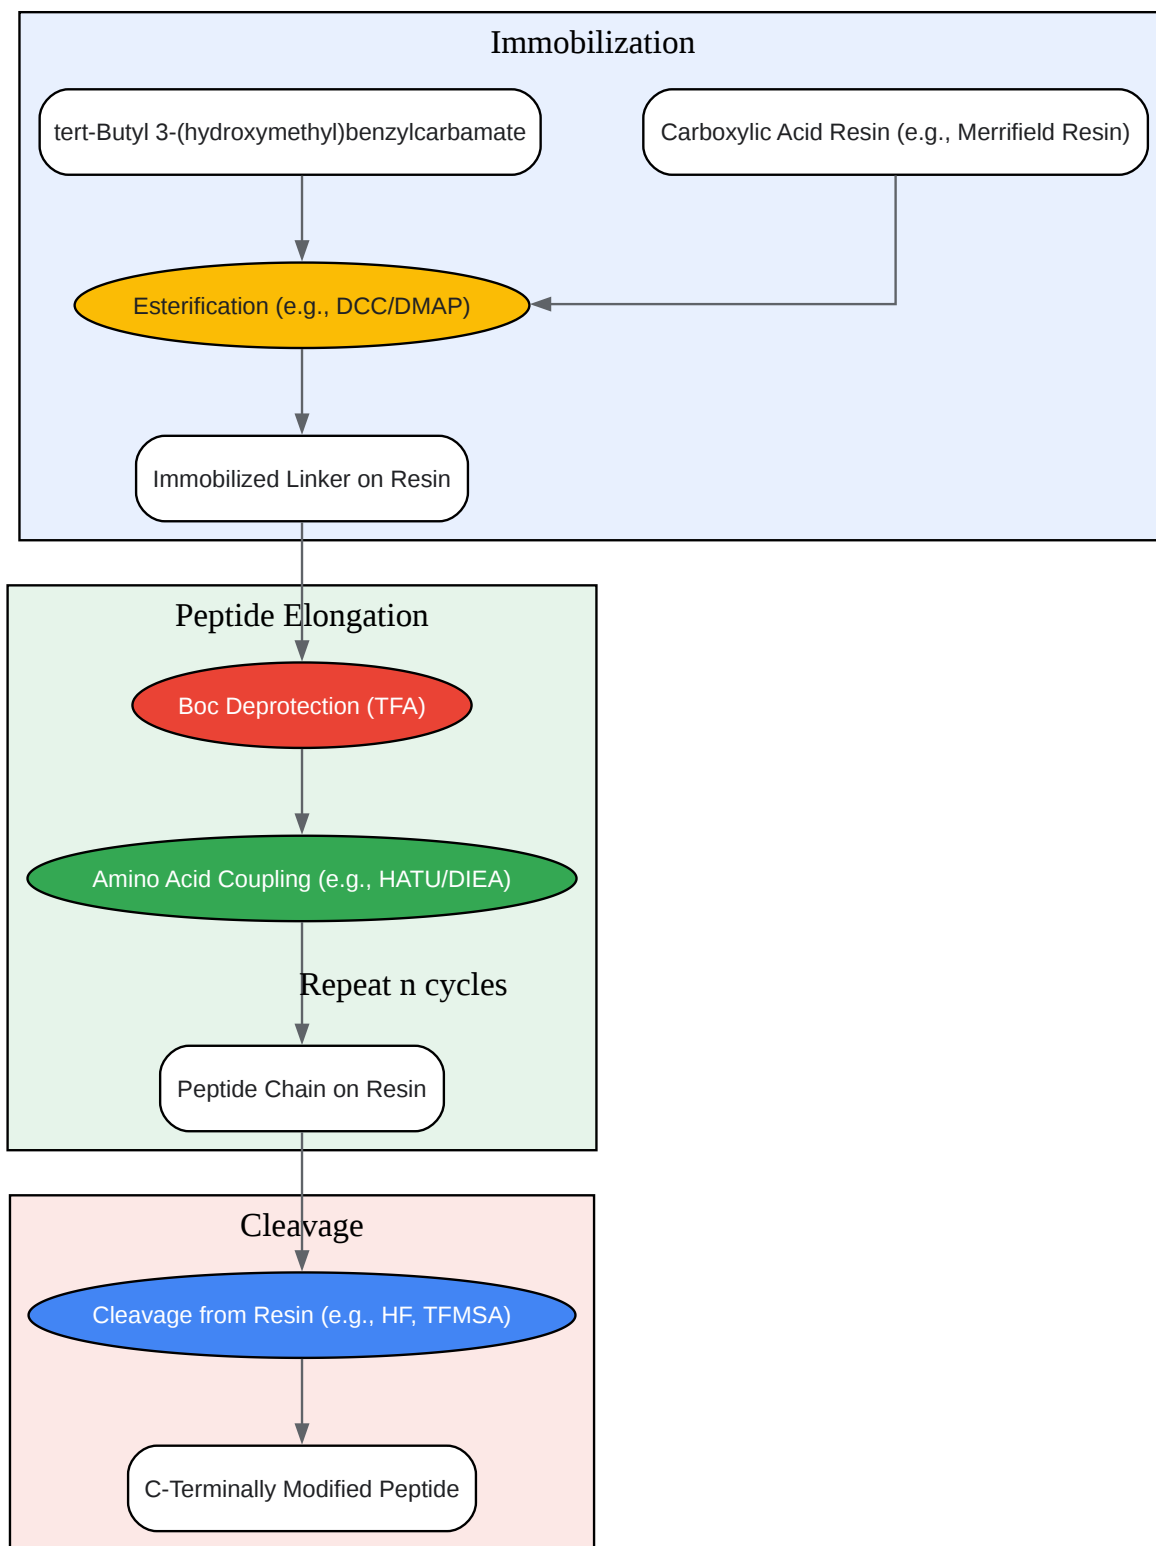 Immobilization
tert-Butyl 3-(hydroxymethyl)benzylcarbamate
Carboxylic Acid Resin (e.g., Merrifield Resin)
Esterification (e.g., DCC/DMAP)
Immobilized Linker on Resin
Peptide Elongation
Boc Deprotection (TFA)
Amino Acid Coupling (e.g., HATU/DIEA)
Repeat n cycles
Peptide Chain on Resin
Cleavage
Cleavage from Resin (e.g., HF, TFMSA)
C-Terminally Modified Peptide